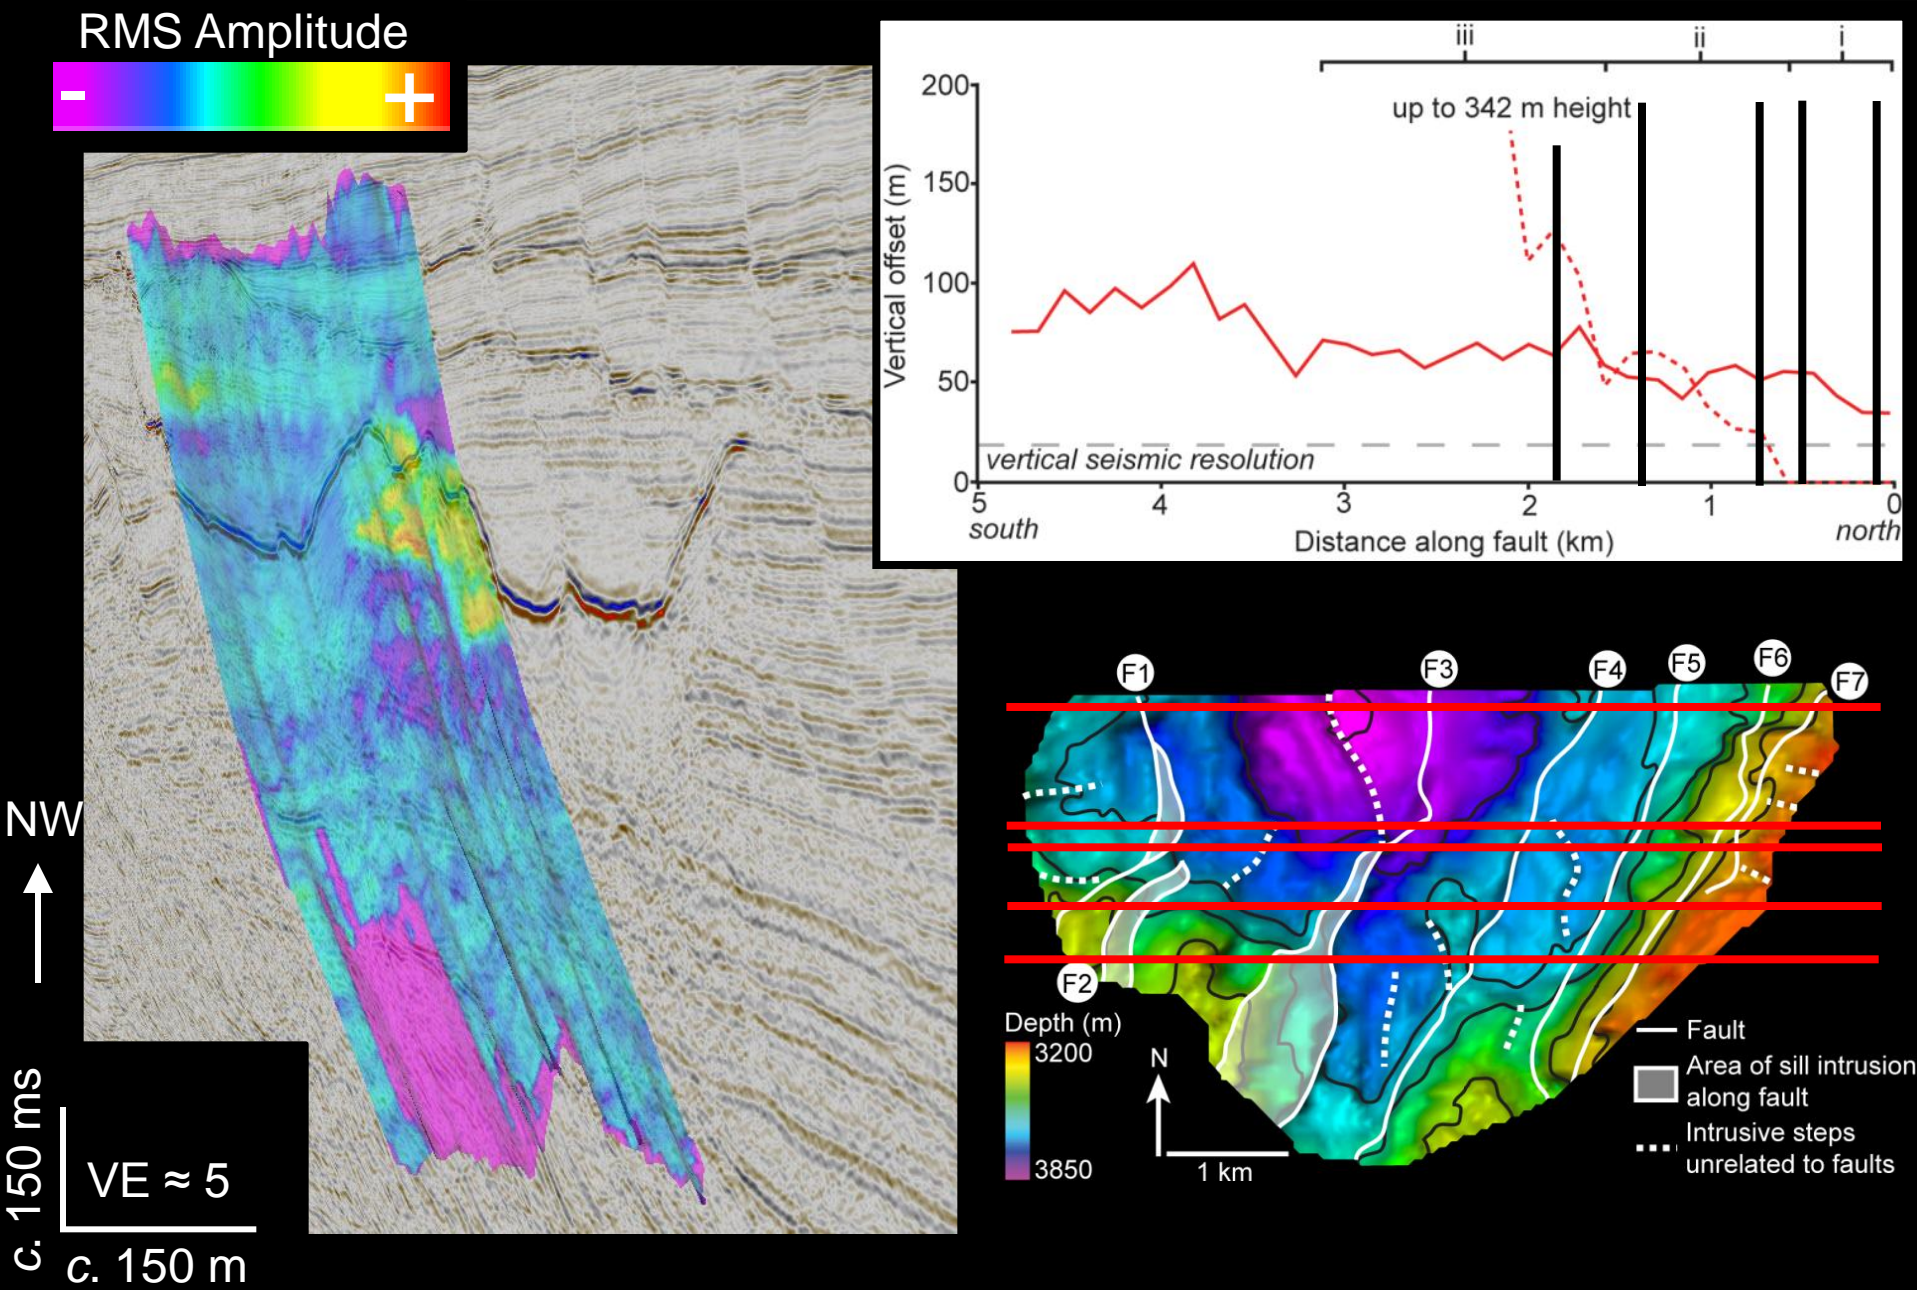 RMS Amplitude
- +
iii ii i
200
150
100
50
0
Vertical offset (m)
up to 342 m height
vertical seismic resolution
5 4 3 2 1 0
south north
Distance along fault (km)
NW
c. 150 ms
VE ≈ 5
c. 150 m
F1 F3 F4 F5 F6 F7
F2
Depth (m)
3200
3850
N
1 km
Fault
Area of sill intrusion
along fault
Intrusive steps
unrelated to faults